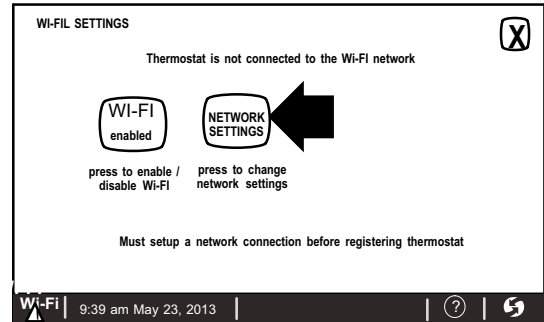 WI-FIL SETTINGS
X
Thermostat is not connected to the Wi-FI network
WI-FI
enabled
NETWORK
SETTINGS
press to enable /
disable Wi-FI
press to change
network settings
Must setup a network connection before registering thermostat
Wi-Fi
9:39 am May 23, 2013
?